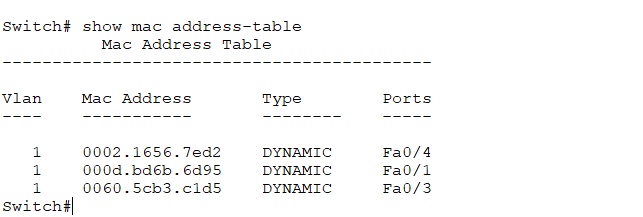 Switch# show mac address-table
Mac Address Table
-------------------------------------------
Vlan Mac Address Type Ports
---- ----------- -------- -----
1 0002.1656.7ed2 DYNAMIC Fa0/4
1 000d.bd6b.6d95 DYNAMIC Fa0/1
1 0060.5cb3.c1d5 DYNAMIC Fa0/3
Switch#